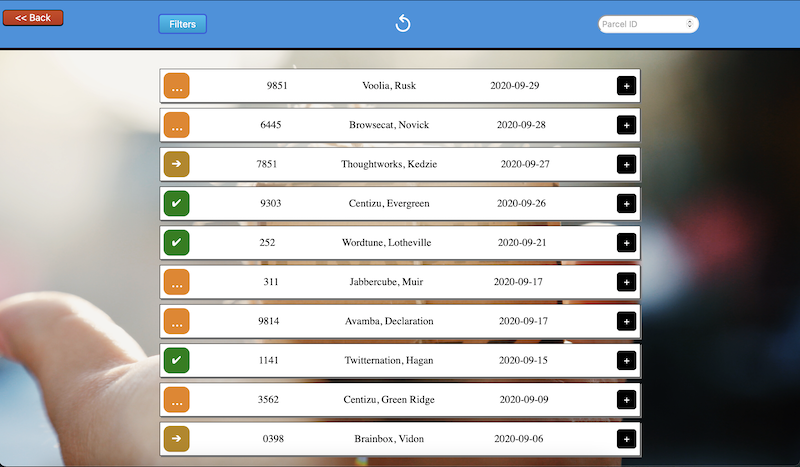 << Back Filters Parcel ID
... 9851 Voolia, Rusk 2020-09-29 +
... 6445 Browsecat, Novick 2020-09-28 +
➔ 7851 Thoughtworks, Kedzie 2020-09-27 +
✔ 9303 Centizu, Evergreen 2020-09-26 +
✔ 252 Wordtune, Lotheville 2020-09-21 +
... 311 Jabbercube, Muir 2020-09-17 +
... 9814 Avamba, Declaration 2020-09-17 +
✔ 1141 Twitternation, Hagan 2020-09-15 +
... 3562 Centizu, Green Ridge 2020-09-09 +
➔ 0398 Brainbox, Vidon 2020-09-06 +